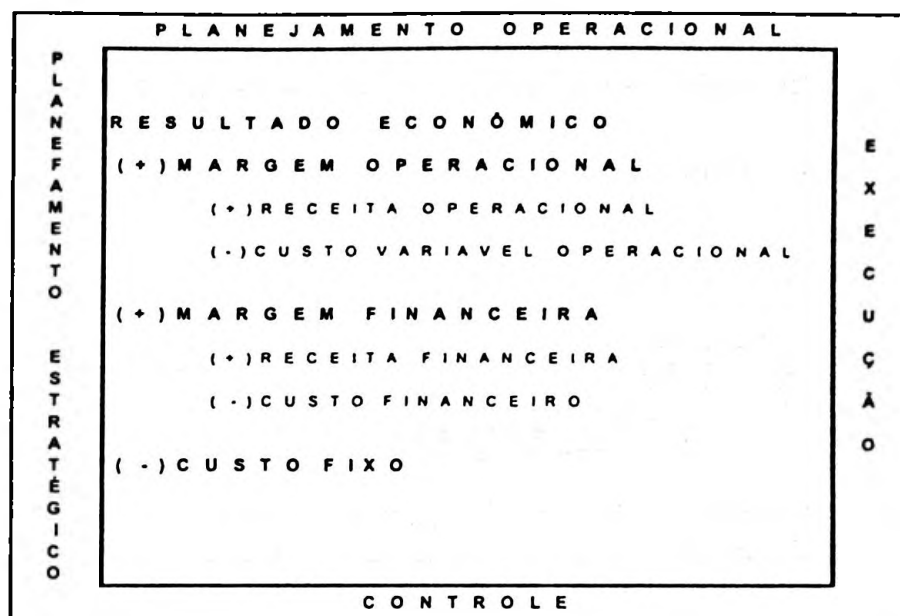 PLANEJAMENTO OPERACIONAL
PLANEFAMENTO ESTRATÉGICO
RESULTADO ECONÔMICO
(+) MARGEM OPERACIONAL
(+) RECEITA OPERACIONAL
(-) CUSTO VARIAVEL OPERACIONAL
(+) MARGEM FINANCEIRA
(+) RECEITA FINANCEIRA
(-) CUSTO FINANCEIRO
(-) CUSTO FIXO
EXECUÇÃO
CONTROLE